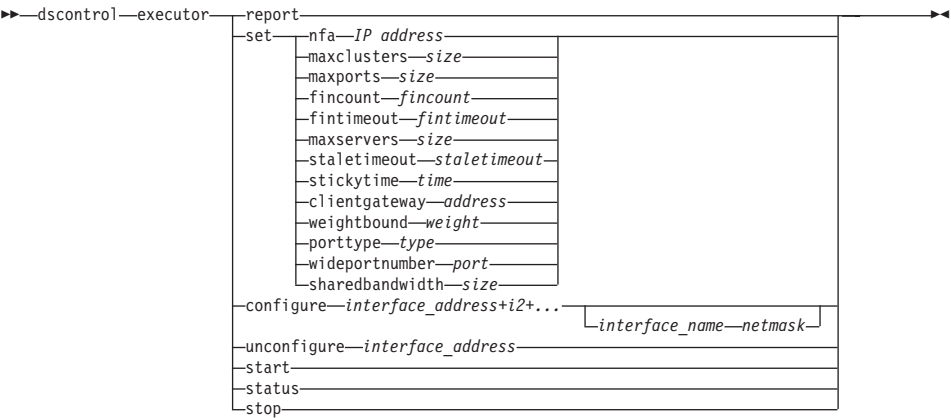 dscontrol executor report
set nfa IP address
maxclusters size
maxports size
fincount fincount
fintimeout fintimeout
maxservers size
staletimeout staletimeout
stickytime time
clientgateway address
weightbound weight
porttype type
wideportnumber port
sharedbandwidth size
configure interface_address+i2+...
interface_name netmask
unconfigure interface_address
start
status
stop